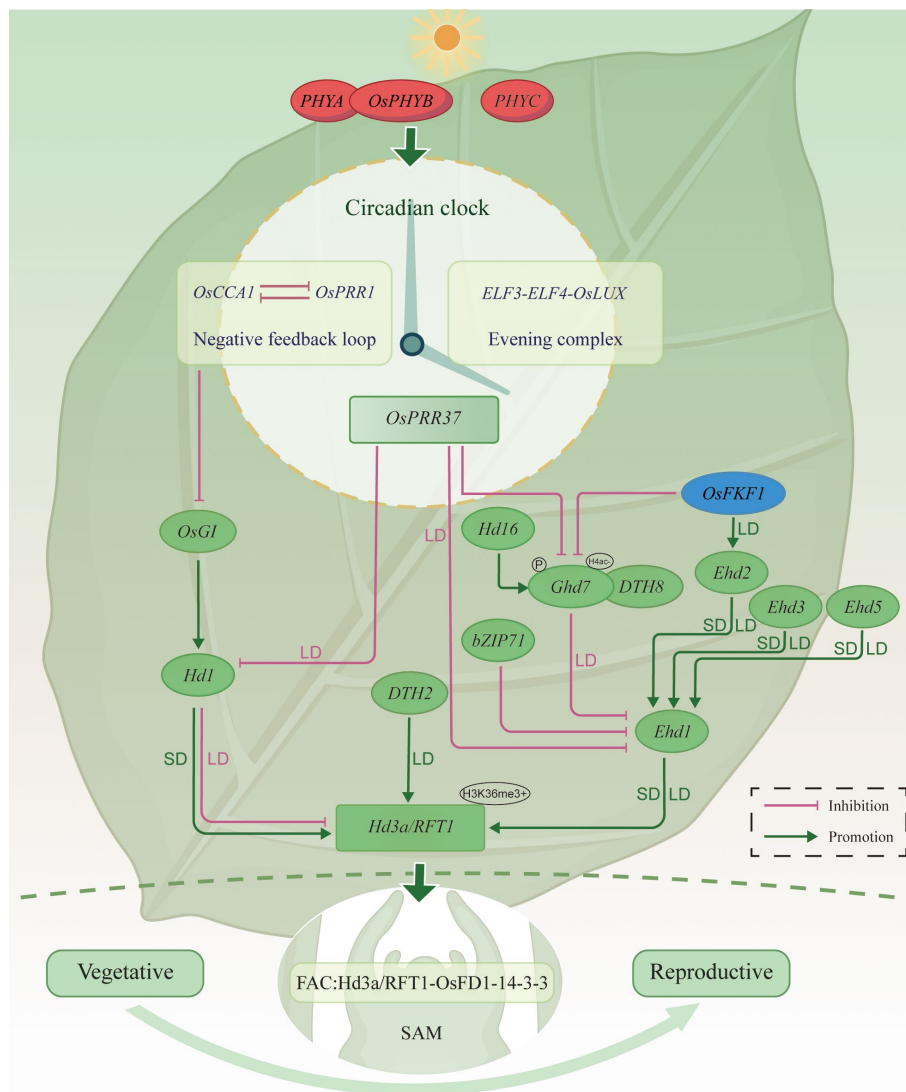 PHYA
OsPHYB
PHYC
Circadian clock
OsCCA1
OsPRR1
Negative feedback loop
ELF3-ELF4-OsLUX
Evening complex
OsPRR37
OsFKF1
OsGI
Hd16
LD
LD
P
H4ac-
Ghd7
DTH8
Ehd2
Ehd3
Ehd5
SD
LD
SD
LD
SD
LD
bZIP71
LD
LD
Hd1
DTH2
Ehd1
SD
LD
LD
SD
LD
H3K36me3+
Hd3a/RFT1
Inhibition
Promotion
Vegetative
Reproductive
FAC:Hd3a/RFT1-OsFD1-14-3-3
SAM